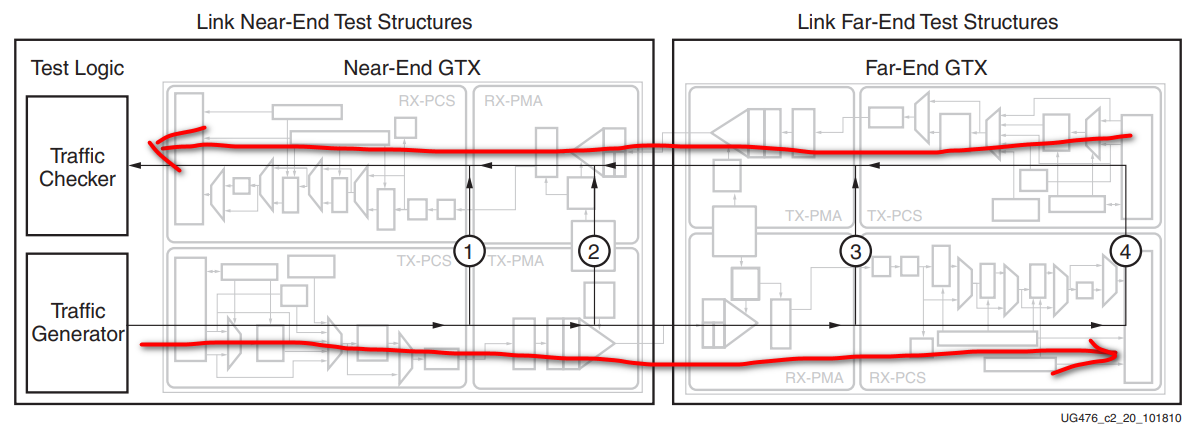 Link Near-End Test Structures
Link Far-End Test Structures
Test Logic
Near-End GTX
Far-End GTX
RX-PCS
RX-PMA
Traffic
Checker
TX-PMA
TX-PCS
1
2
3
4
TX-PCS
TX-PMA
Traffic
Generator
RX-PMA
RX-PCS
UG476_c2_20_101810